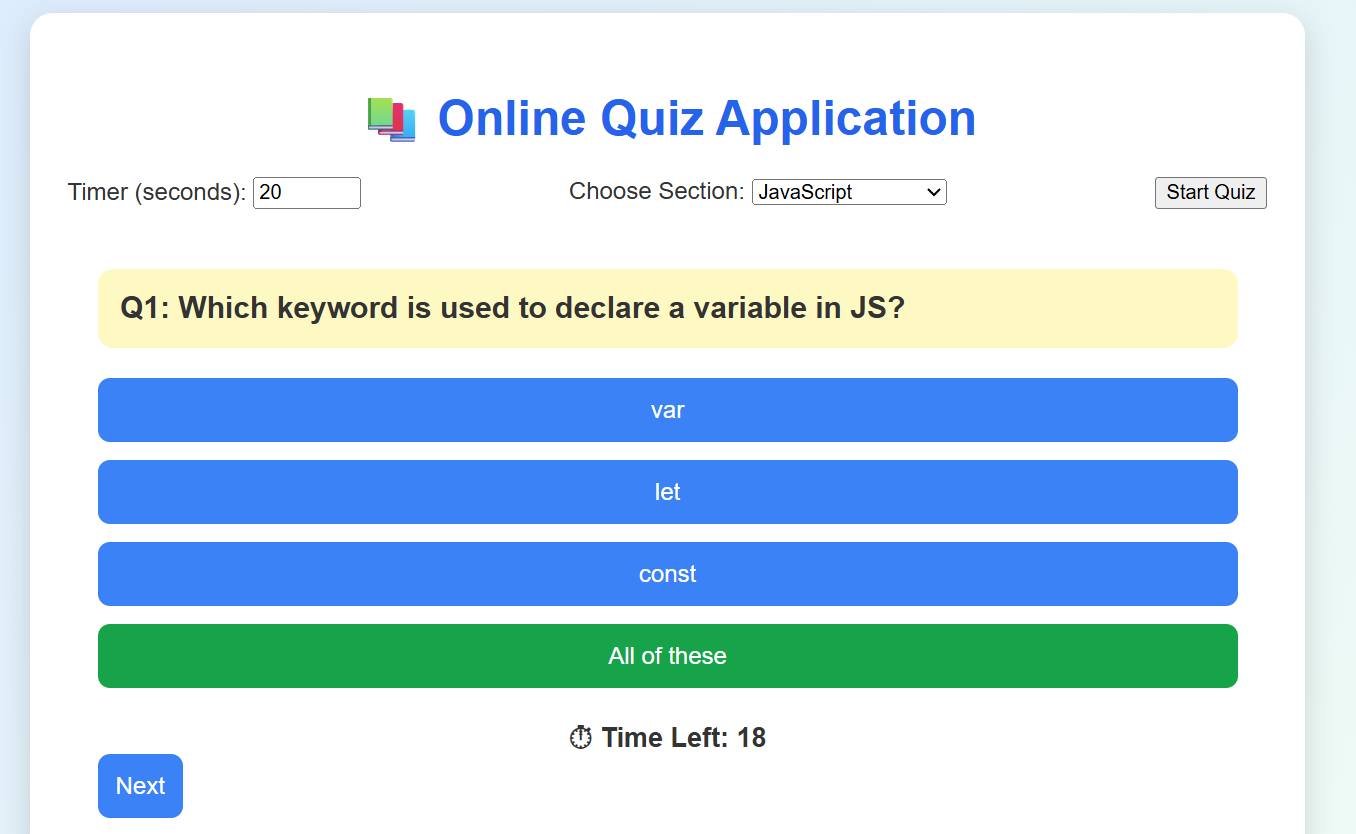 Online Quiz Application
Timer (seconds): 20
Choose Section: JavaScript
Start Quiz
Q1: Which keyword is used to declare a variable in JS?
var
let
const
All of these
Time Left: 18
Next